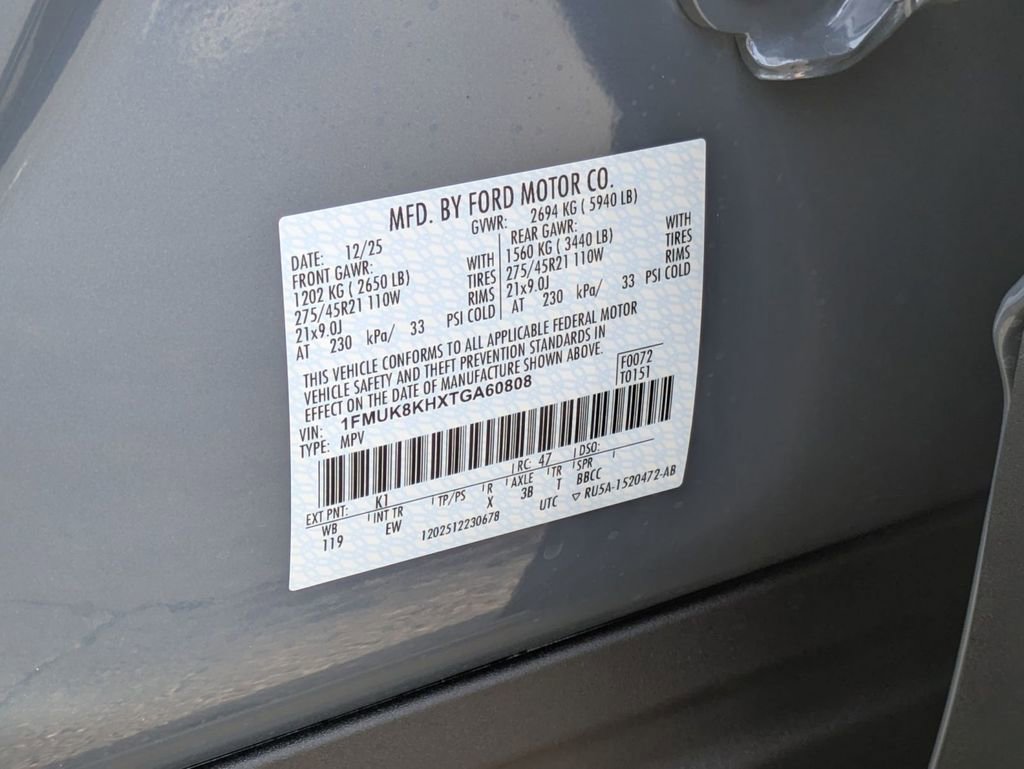 MFD. BY FORD MOTOR CO.
DATE: 12/25 GVWR: 2694 KG ( 5940 LB)
FRONT GAWR: WITH REAR GAWR: WITH
1202 KG ( 2650 LB) TIRES 1560 KG ( 3440 LB) TIRES
275/45R21 110W RIMS 275/45R21 110W RIMS
21x9.0J PSI COLD 21x9.0J PSI COLD
AT 230 kPa/ 33 AT 230 kPa/ 33
THIS VEHICLE CONFORMS TO ALL APPLICABLE FEDERAL MOTOR
VEHICLE SAFETY AND THEFT PREVENTION STANDARDS IN
EFFECT ON THE DATE OF MANUFACTURE SHOWN ABOVE.
F0072
T0151
VIN: 1FMUK8KHXTGA60808
TYPE: MPV
EXT PNT: K1 RC: 47 DSO:
WB INT TR TP/PS R AXLE TR SPR
119 EW X 3B T BBCC
1202512230678 UTC ▽ RU5A-1520472-AB